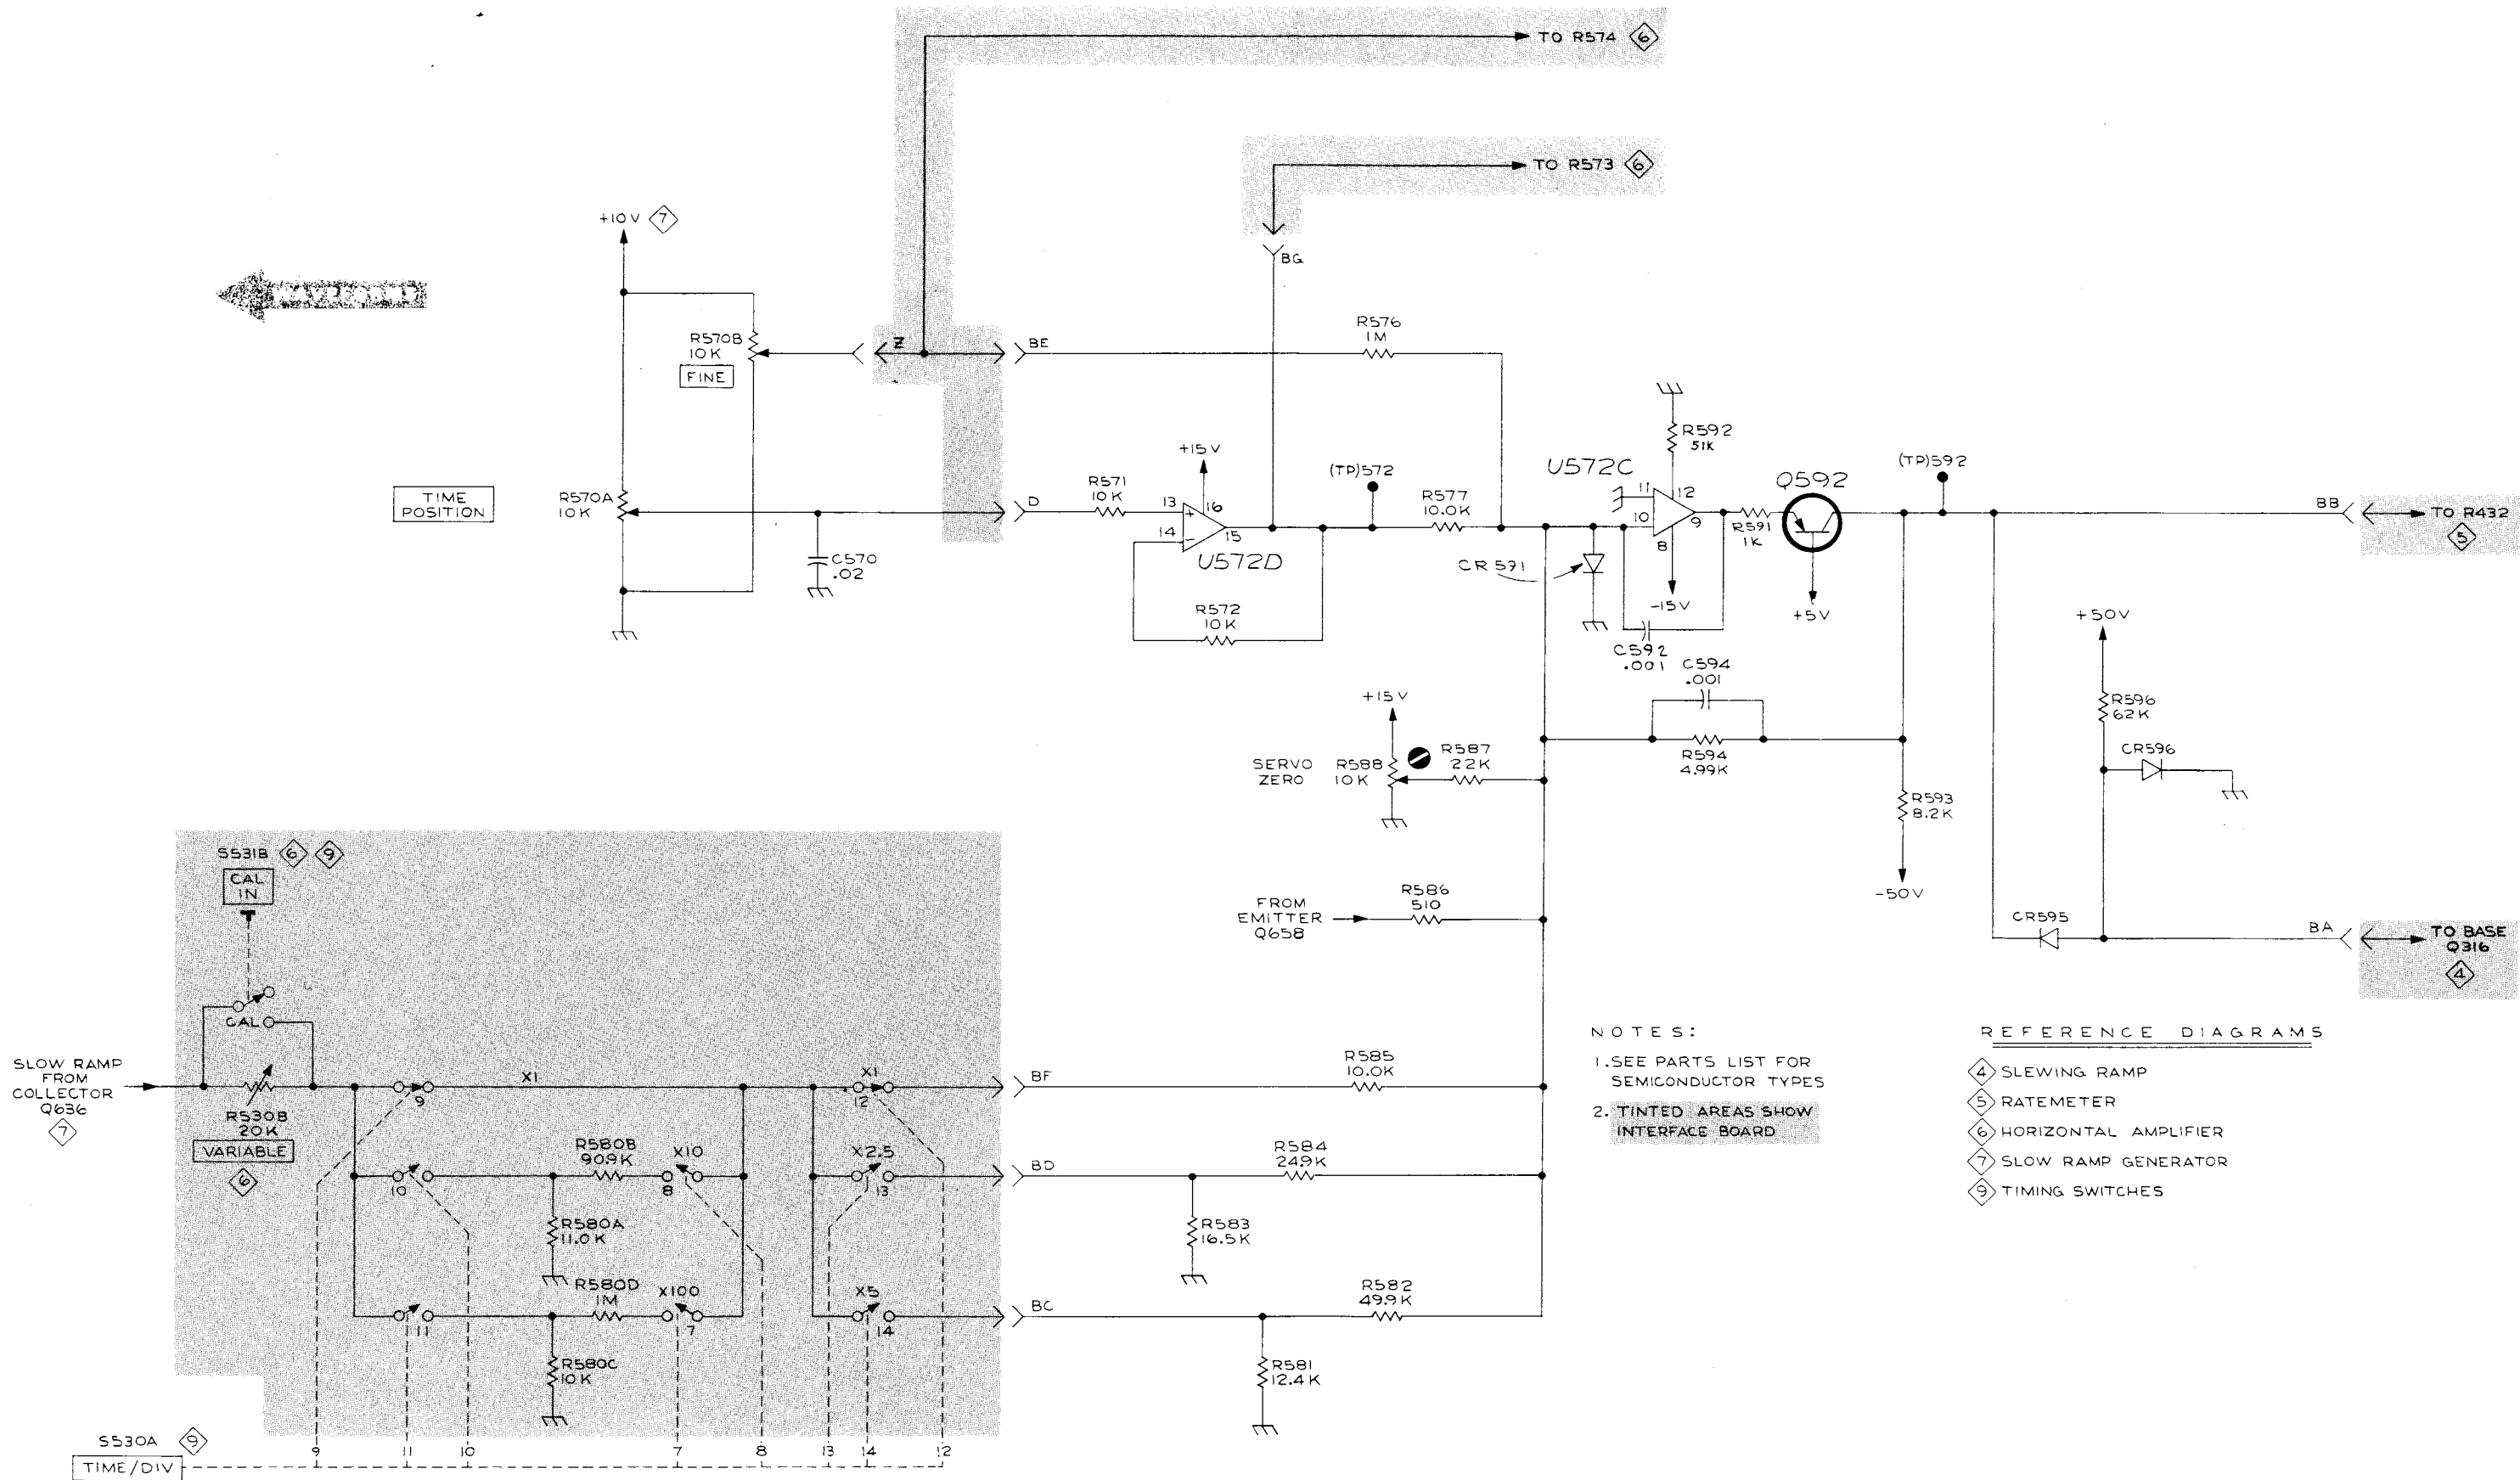 TO R574 6
TO R573 6
+10V 7
BG
WAVEFORM
R570B
10K
FINE
Z
BE
R576
1M
TIME
POSITION
R570A
10K
C570
.02
D
R571
10K
+15V
13
+
16
14
-
15
U572D
R572
10K
(TP)572
R577
10.0K
R592
51K
U572C
11
12
10
9
8
-15V
CR591
R591
1K
Q592
+5V
(TP)592
BB
TO R432
5
C592
.001
C594
.001
R594
4.99K
+15V
SERVO
ZERO
R588
10K
R587
22K
+50V
R596
62K
CR596
R593
8.2K
-50V
CR595
BA
TO BASE
Q316
4
FROM
EMITTER
Q658
R586
510
S531B 6 9
CAL
IN
CAL
SLOW RAMP
FROM
COLLECTOR
Q636
7
R530B
20K
VARIABLE
6
9
X1
X1
12
BF
R585
10.0K
10
R580B
90.9K
X10
8
X2.5
13
BD
R584
24.9K
R580A
11.0K
R583
16.5K
11
R580D
1M
X100
7
X5
14
BC
R582
49.9K
R580C
10K
R581
12.4K
S530A 9
TIME/DIV
9 11 10 7 8 13 14 12
NOTES:
1. SEE PARTS LIST FOR
SEMICONDUCTOR TYPES
2. TINTED AREAS SHOW
INTERFACE BOARD
REFERENCE DIAGRAMS
4 SLEWING RAMP
5 RATEMETER
6 HORIZONTAL AMPLIFIER
7 SLOW RAMP GENERATOR
9 TIMING SWITCHES